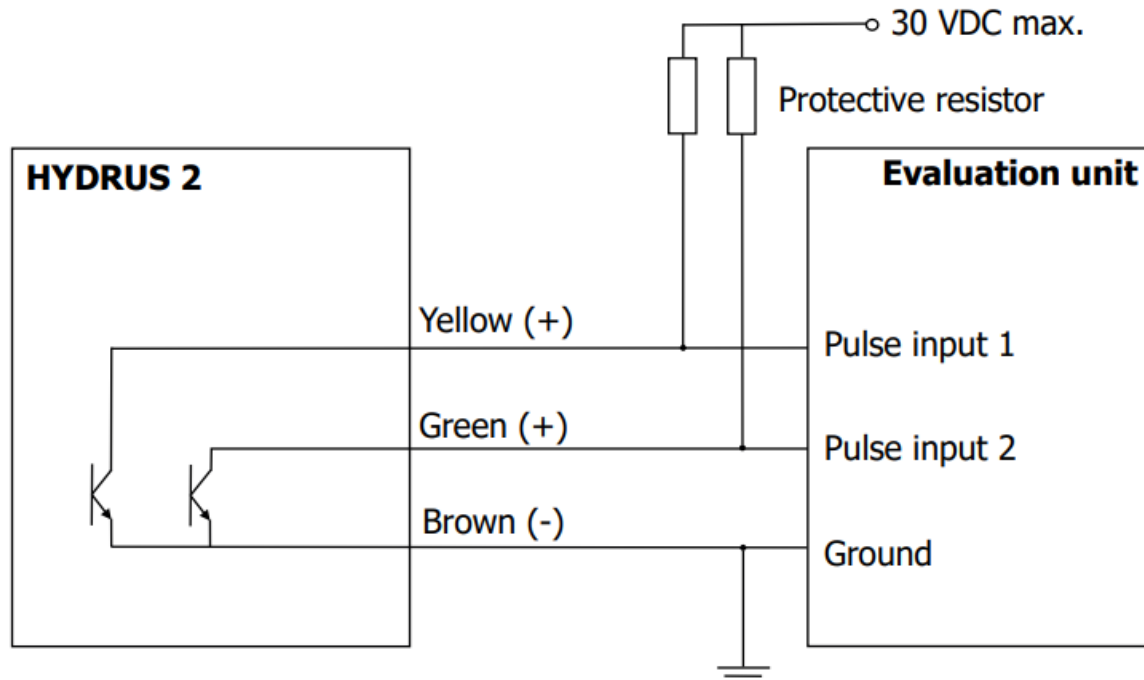 30 VDC max.
Protective resistor
HYDRUS 2
Evaluation unit
Yellow (+)
Pulse input 1
Green (+)
Pulse input 2
Brown (-)
Ground